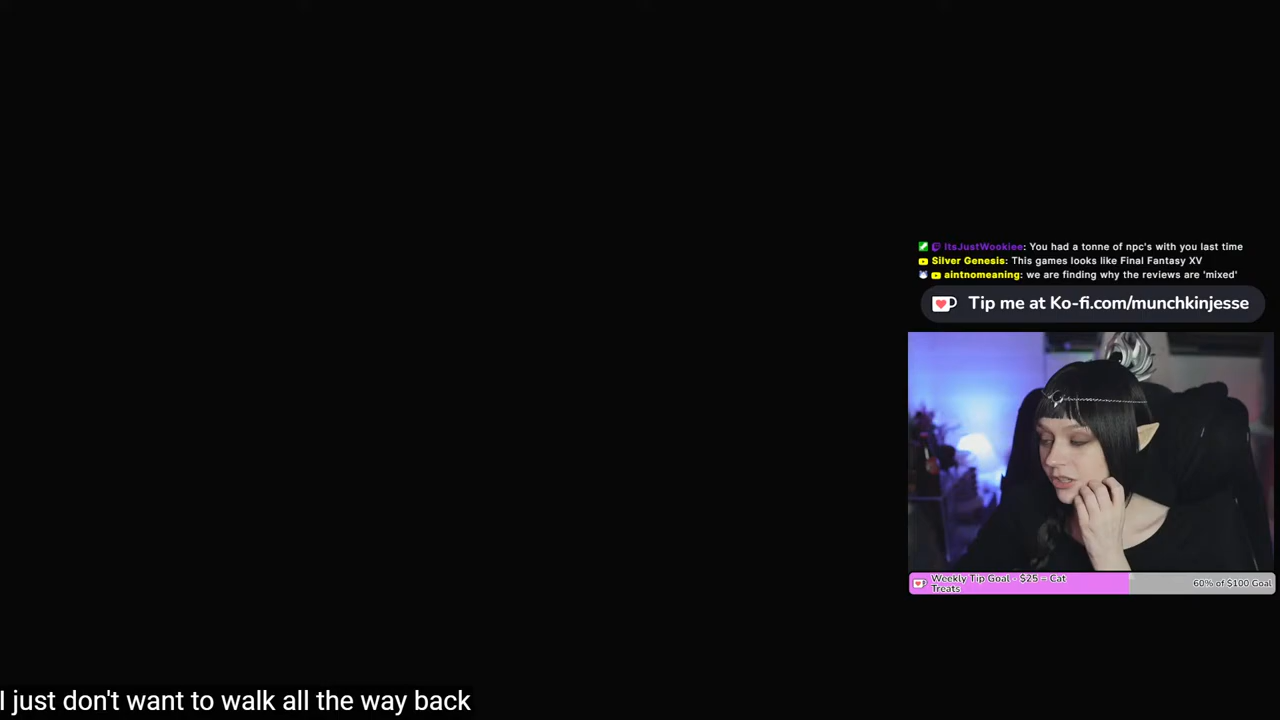 ItsJustWookiee: You had a tonne of npc's with you last time
Silver Genesis: This games looks like Final Fantasy XV
aintnomeaning: we are finding why the reviews are 'mixed'
Tip me at Ko-fi.com/munchkinjesse
Weekly Tip Goal - $25 = Cat
Treats
60% of $100 Goal
I just don't want to walk all the way back